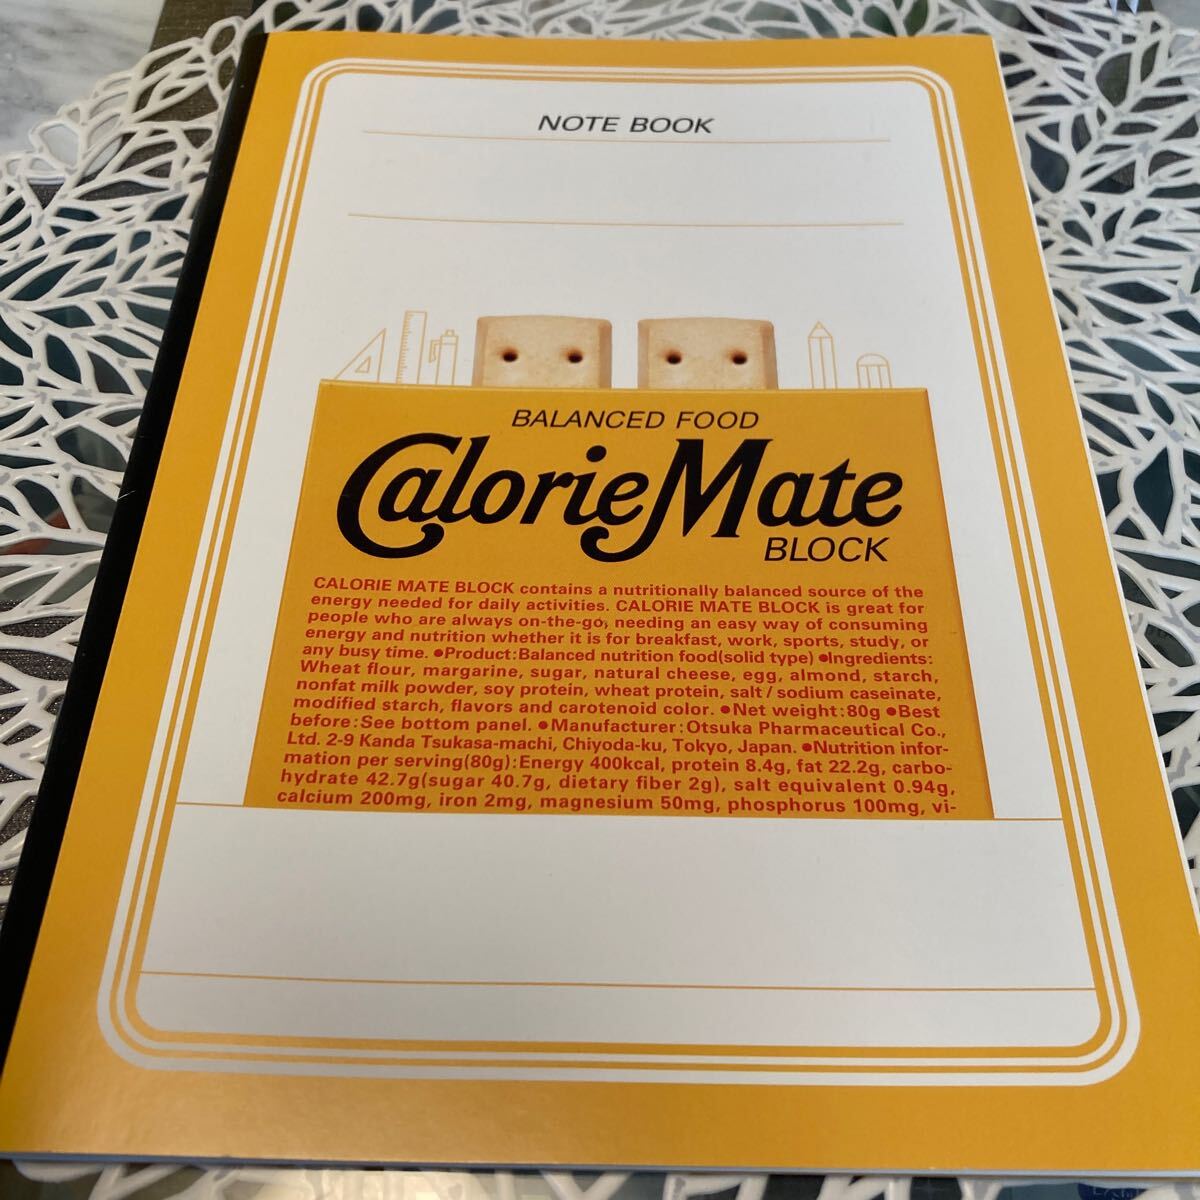 NOTE BOOK
BALANCED FOOD
CalorieMate
BLOCK
CALORIE MATE BLOCK contains a nutritionally balanced source of the
energy needed for daily activities. CALORIE MATE BLOCK is great for
people who are always on-the-go, needing an easy way of consuming
energy and nutrition whether it is for breakfast, work, sports, study, or
any busy time. ●Product:Balanced nutrition food(solid type) ●Ingredients:
Wheat flour, margarine, sugar, natural cheese, egg, almond, starch,
nonfat milk powder, soy protein, wheat protein, salt/sodium caseinate,
modified starch, flavors and carotenoid color. ●Net weight:80g ●Best
before:See bottom panel. ●Manufacturer:Otsuka Pharmaceutical Co.,
Ltd. 2-9 Kanda Tsukasa-machi, Chiyoda-ku, Tokyo, Japan. ●Nutrition infor-
mation per serving(80g):Energy 400kcal, protein 8.4g, fat 22.2g, carbo-
hydrate 42.7g(sugar 40.7g, dietary fiber 2g), salt equivalent 0.94g,
calcium 200mg, iron 2mg, magnesium 50mg, phosphorus 100mg, vi-